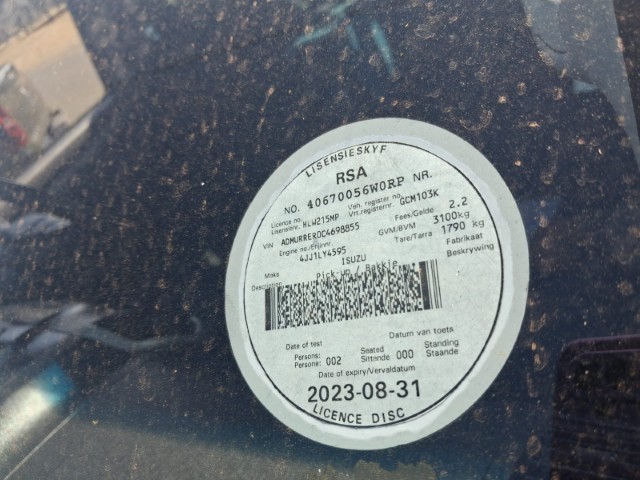 LISENSIESKYF
RSA
NO. 40670056W0RP NR.
Licence no. Veh. register no. GCM103K
Lisensienr. HLW215MP Vrt.registernr.
VIN ADMURRER0C4698855 Fees/Gelde 2.2
Engine no./Enjinnr. GVM/BVM 3100kg
4JJ1LY4595 Tare/Tarra 1790 kg
Make ISUZU Fabrikaat
Description Pick-up / Bakkie Beskrywing
Date of test Datum van toets
Persons: 002 Seated 000 Standing
Persone: Sittende Staande
Date of expiry/Vervaldatum
2023-08-31
LICENCE DISC